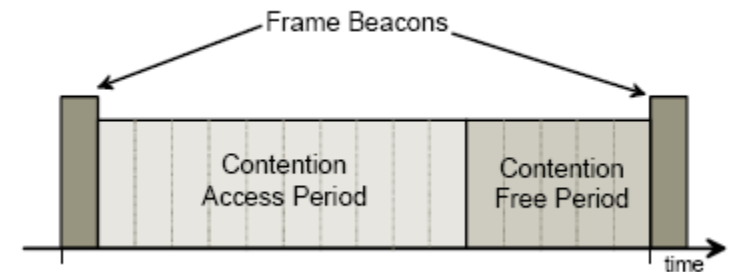 Frame Beacons
Contention
Access Period
Contention
Free Period
time